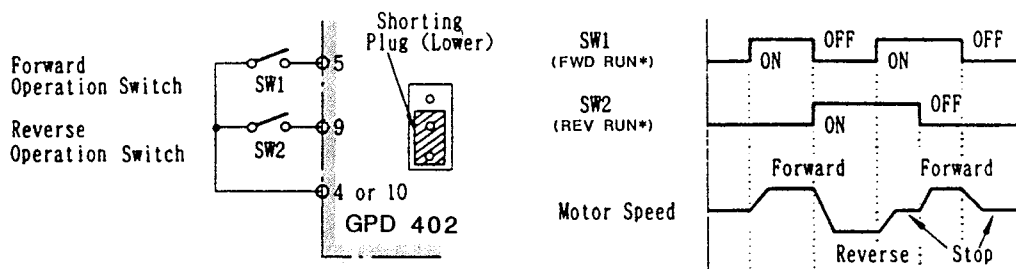 Shorting
Plug (Lower)
Forward
Operation Switch
SW1
5
Reverse
Operation Switch
SW2
9
4 or 10
GPD 402
SW1
(FWD RUN*)
ON
OFF
ON
OFF
SW2
(REV RUN*)
ON
OFF
Forward
Forward
Motor Speed
Reverse
Stop